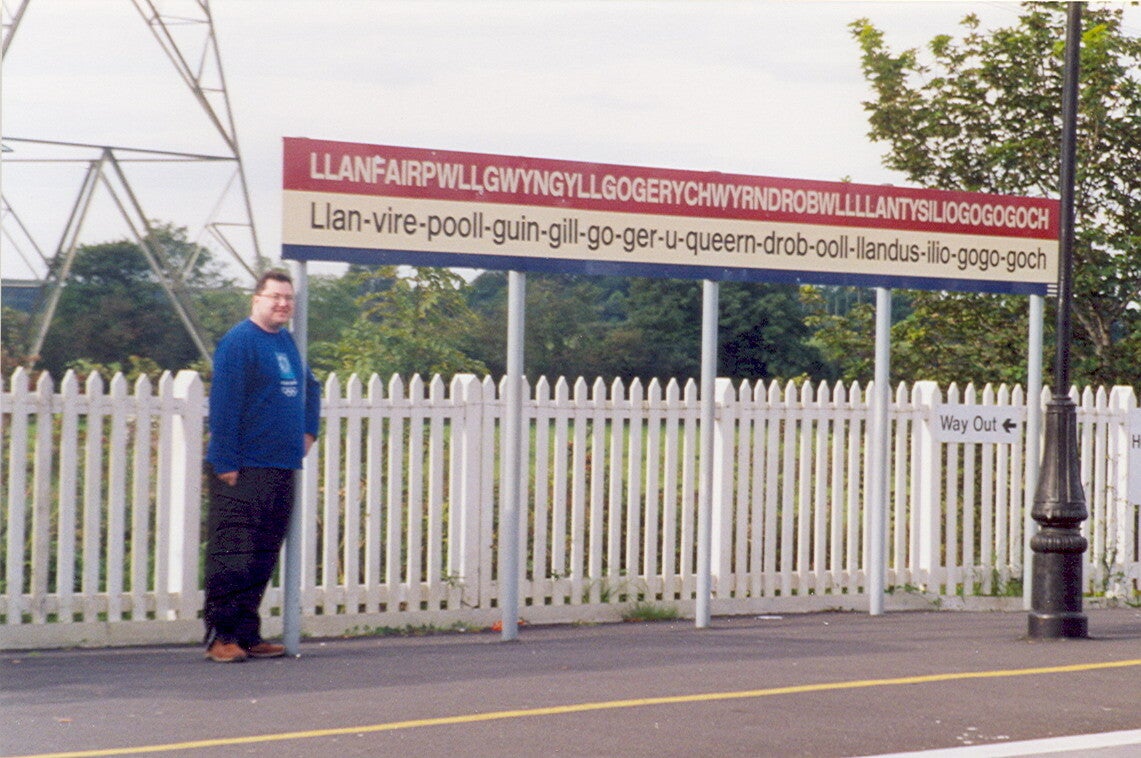 LLANFAIRPWLLGWYNGYLLGOGERYCHWYRNDROBWLLLLANTYSILIOGOGOGOCH
Llan-vire-pooll-guin-gill-go-ger-u-queern-drob-ooll-llandus-ilio-gogo-goch
Way Out ←